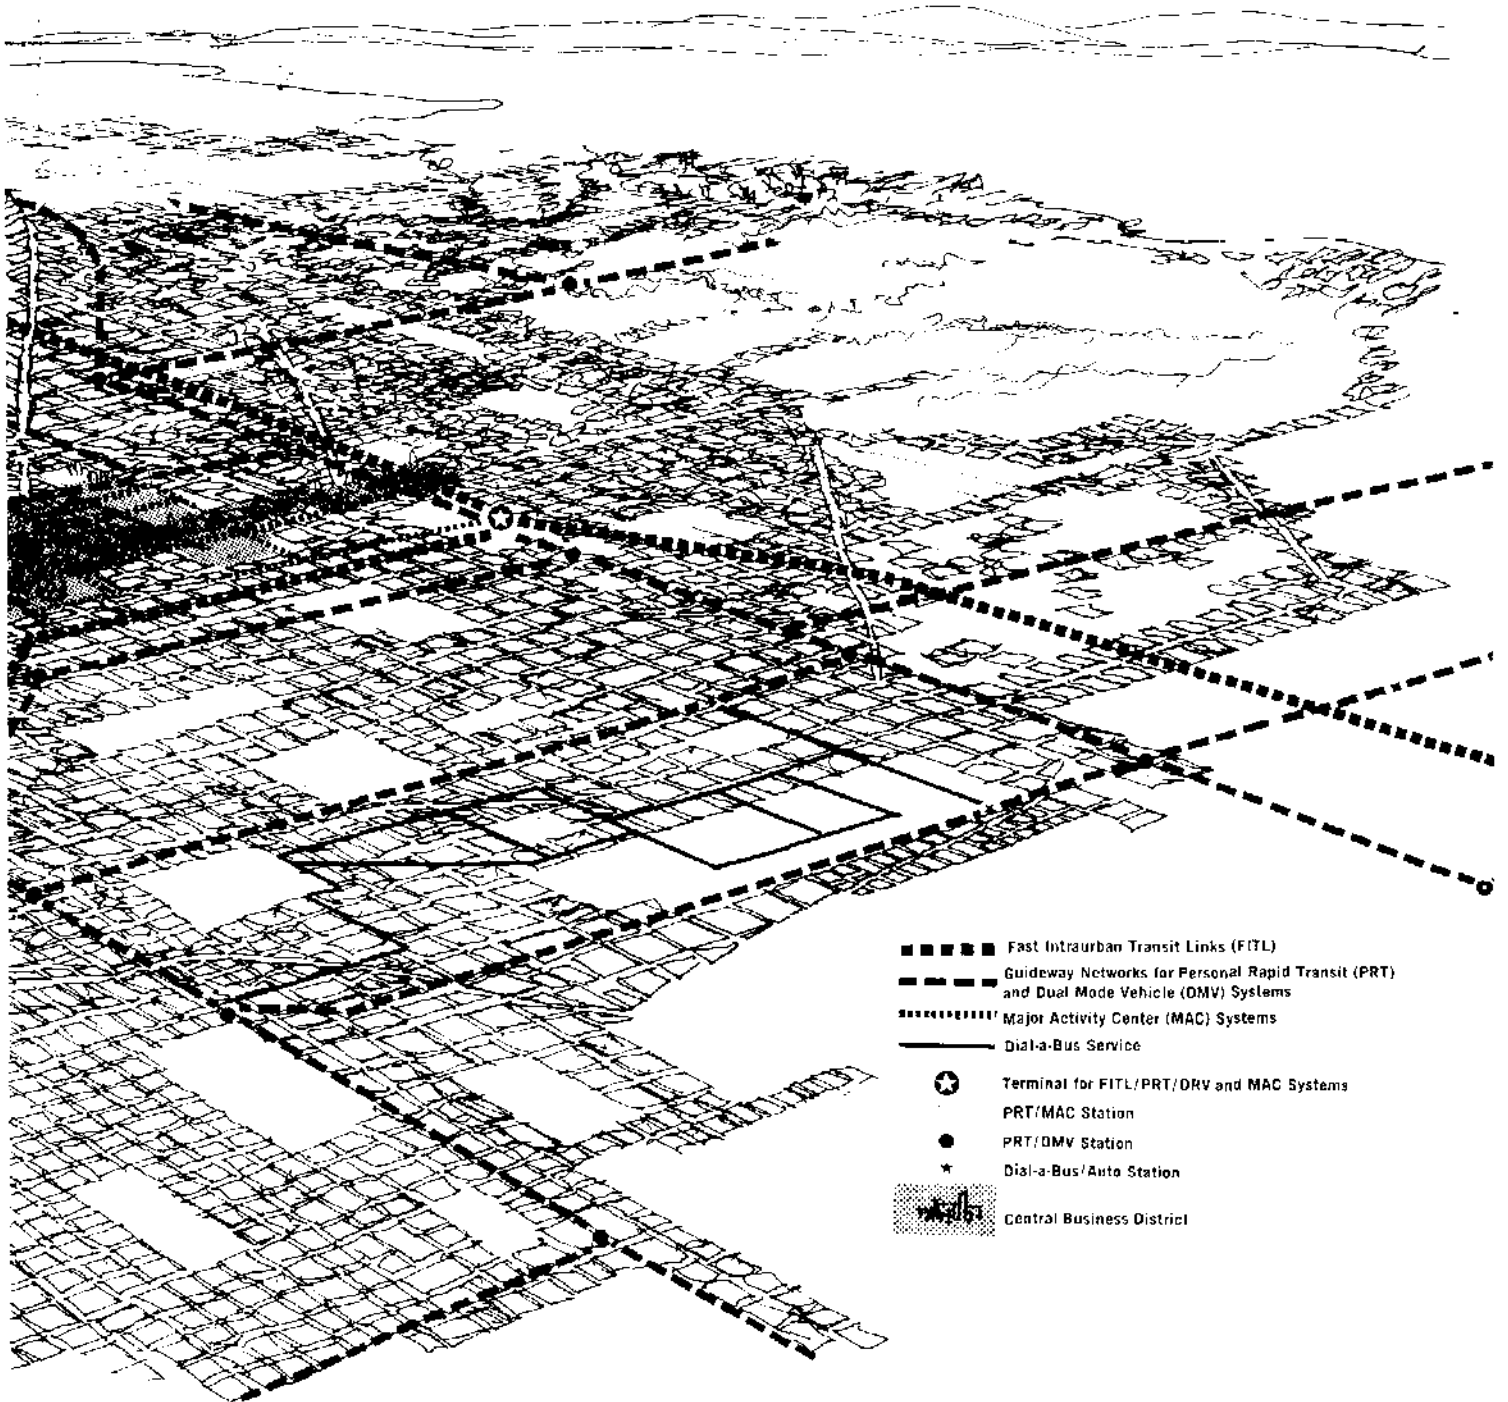 Fast Intraurban Transit Links (FITL)
Guideway Networks for Personal Rapid Transit (PRT)
and Dual Mode Vehicle (DMV) Systems
Major Activity Center (MAC) Systems
Dial-a-Bus Service
Terminal for FITL/PRT/DRV and MAC Systems
PRT/MAC Station
PRT/DMV Station
Dial-a-Bus/Auto Station
Central Business District